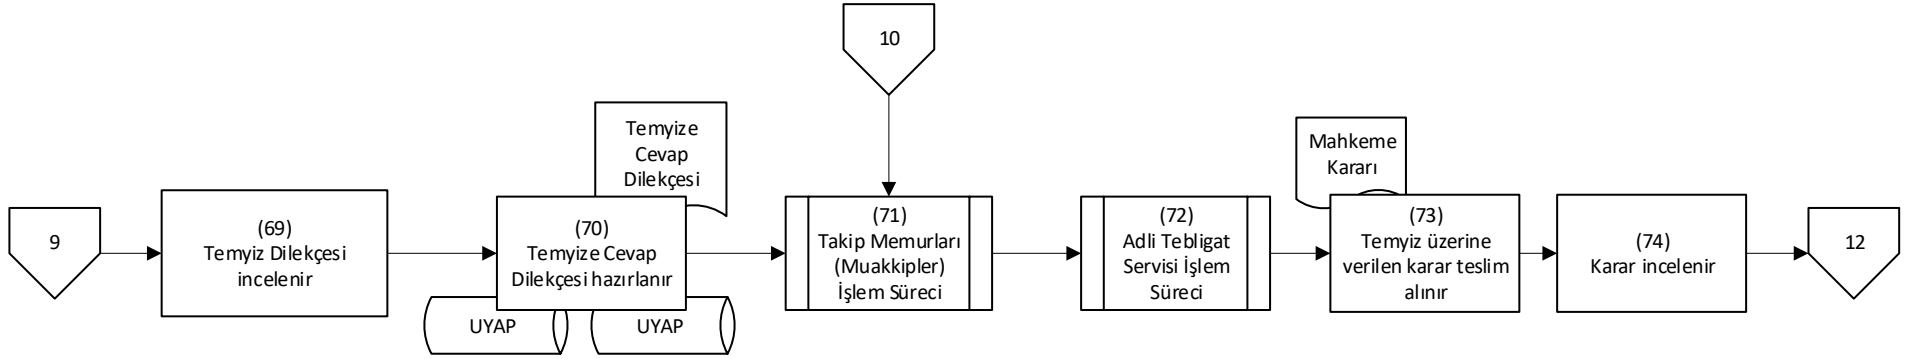 10
Temyize
Cevap
Dilekçesi
Mahkeme
Kararı
9
(69)
Temyiz Dilekçesi
incelenir
(70)
Temyize Cevap
Dilekçesi hazırlanır
UYAP
UYAP
(71)
Takip Memurları
(Muakkipler)
İşlem Süreci
(72)
Adli Tebligat
Servisi İşlem
Süreci
(73)
Temyiz üzerine
verilen karar teslim
alınır
(74)
Karar incelenir
12